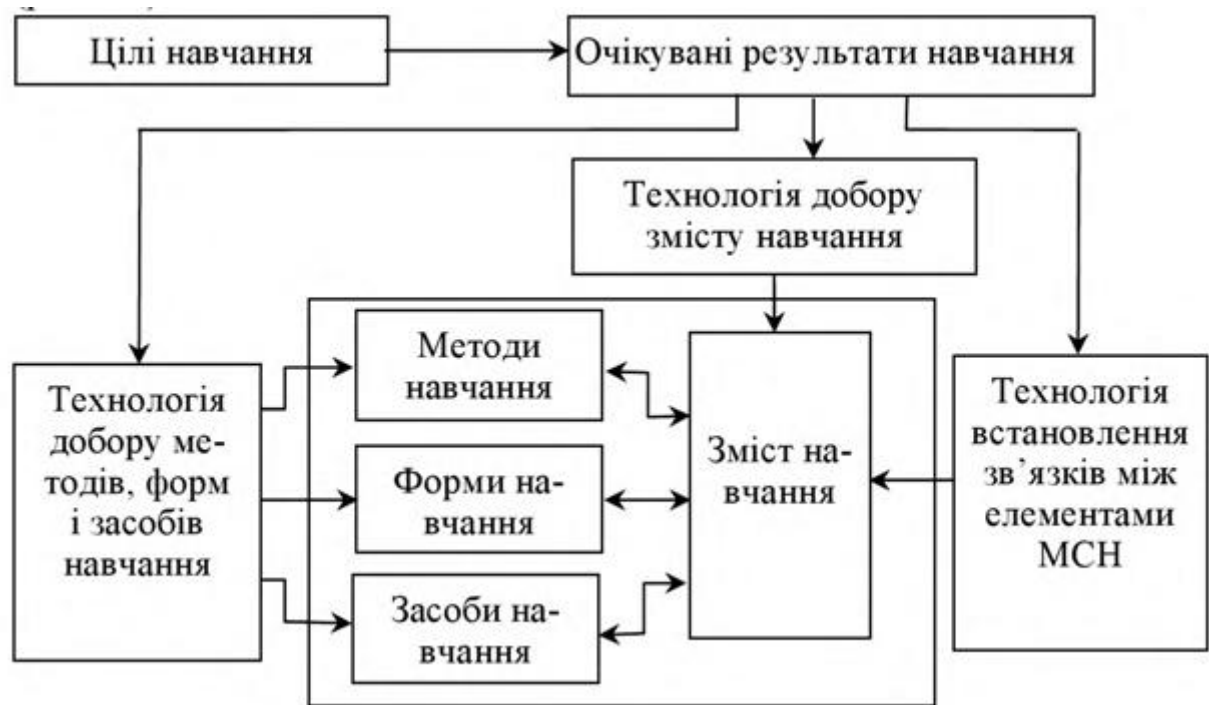 Цілі навчання
Очікувані результати навчання
Технологія добору
змісту навчання
Методи
навчання
Технологія
добору ме-
тодів, форм
і засобів
навчання
Форми на-
вчання
Засоби на-
вчання
Зміст на-
вчання
Технологія
встановлення
зв’язків між
елементами
МСН